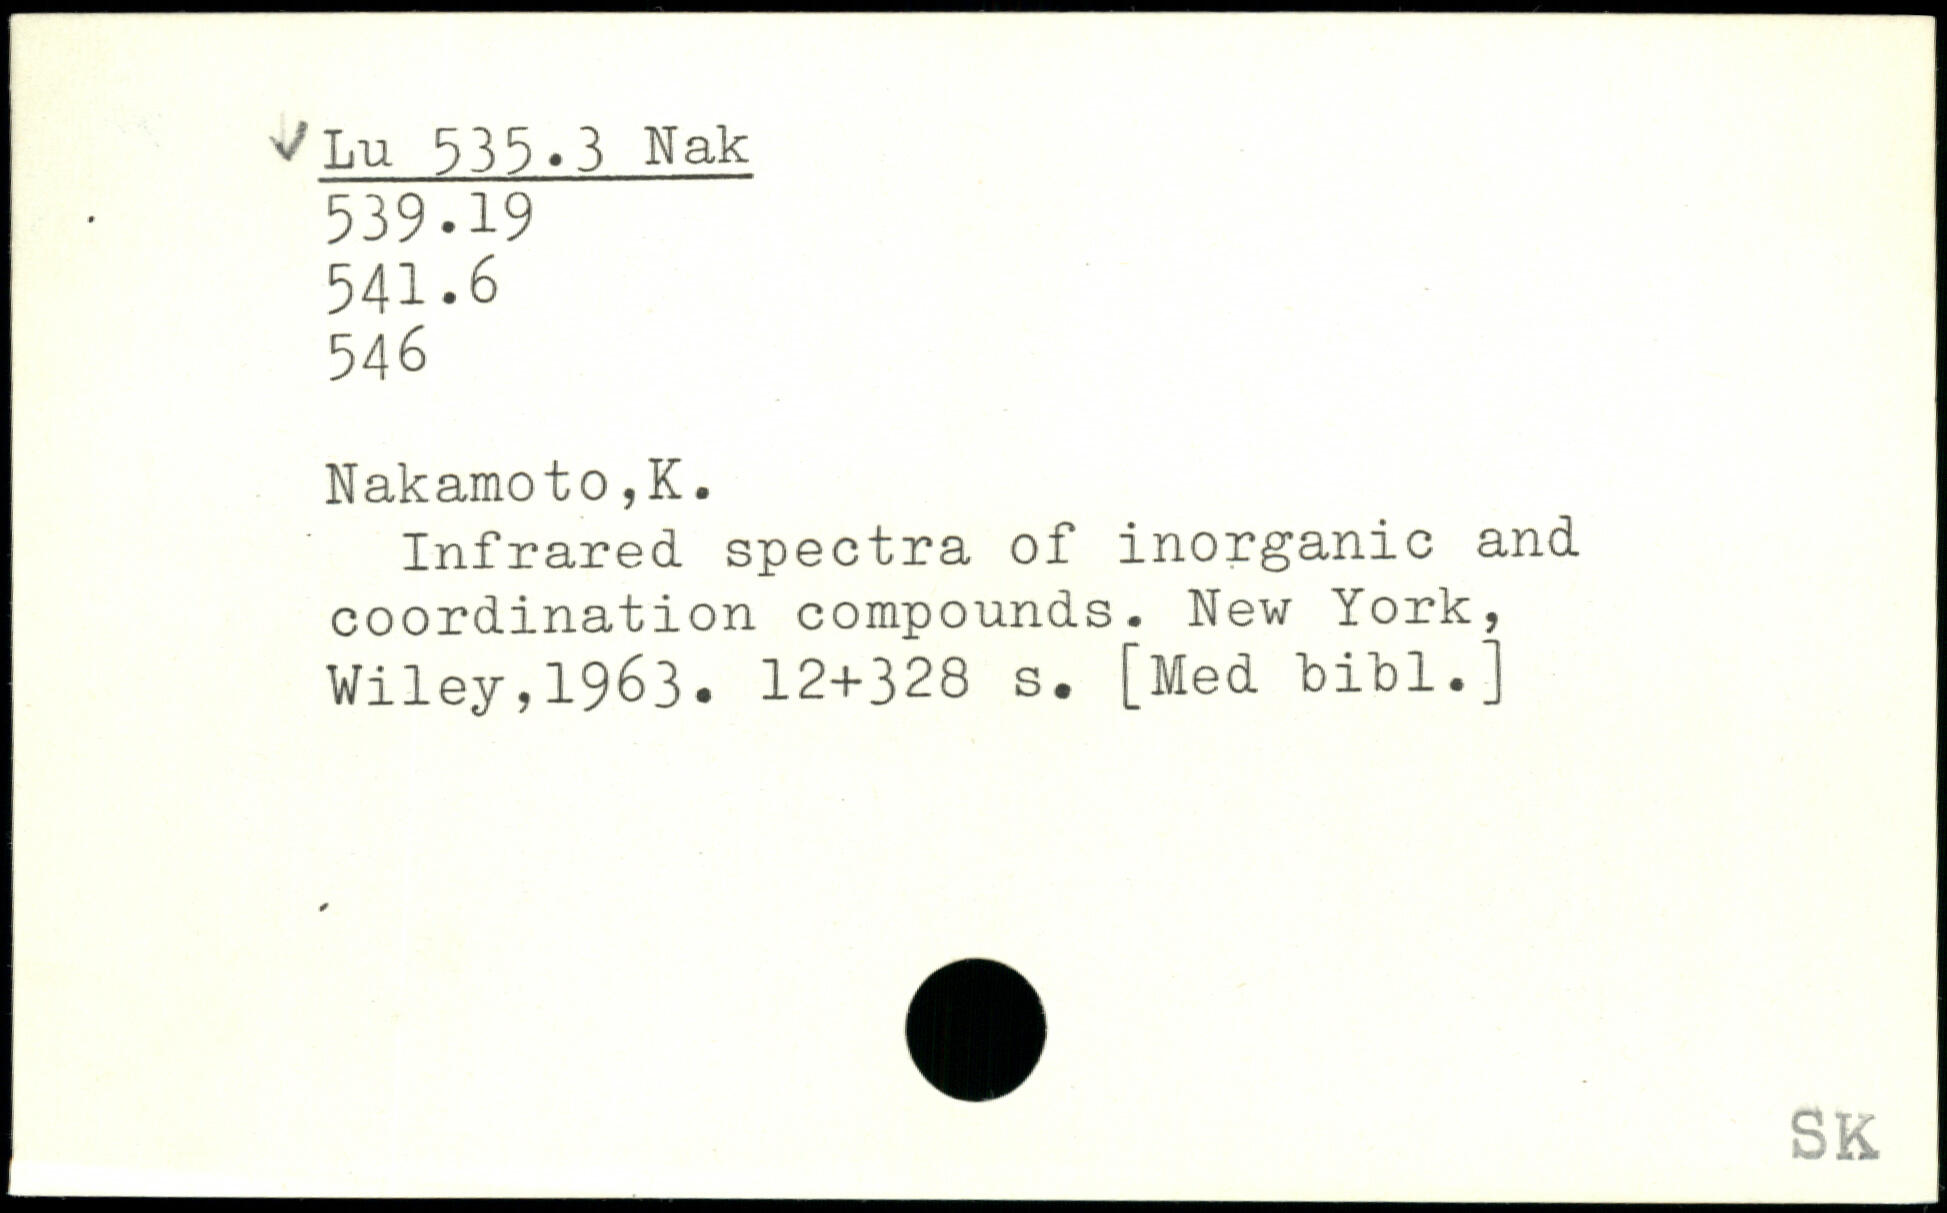 Lu 535.3 Nak
539.19
541.6
546
Nakamoto,K.
Infrared spectra of inorganic and
coordination compounds. New York,
Wiley,1963. 12+328 s. [Med bibl.]
SK